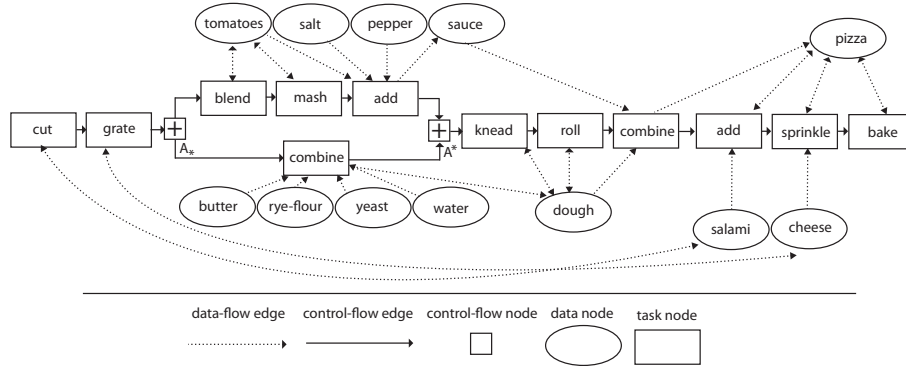 tomatoes salt pepper sauce pizza
blend mash add
cut grate + + knead roll combine add sprinkle bake
A* A*
combine
butter rye-flour yeast water dough
salami cheese
data-flow edge control-flow edge control-flow node data node task node